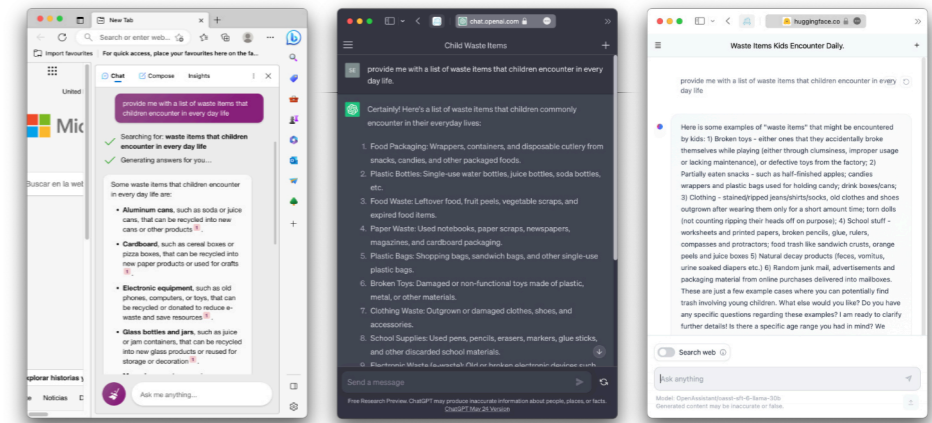 New Tab
Search or enter web address
Import favourites
For quick access, place your favourites here on the fa...
United
Mic
Buscar en la wet
xplorar historias y
Noticias
Chat
Compose
Insights
provide me with a list of waste items that
children encounter in every day life
Searching for: waste items that children
encounter in every day life
Generating answers for you...
Some waste items that children encounter
in every day life are:
• Aluminum cans, such as soda or juice
cans, that can be recycled into new
cans or other products
• Cardboard, such as cereal boxes or
pizza boxes, that can be recycled into
new paper products or used for crafts
• Electronic equipment, such as old
phones, computers, or toys, that can
be recycled or donated to reduce e-
waste and save resources
• Glass bottles and jars, such as juice
or jam containers, that can be recycled
into new glass products or reused for
storage or decoration
Ask me anything...
chat.openai.com
Child Waste Items
provide me with a list of waste items that children encounter in every
day life.
Certainly! Here's a list of waste items that children commonly
encounter in their everyday lives:
1. Food Packaging: Wrappers, containers, and disposable cutlery from
snacks, candies, and other packaged foods.
2. Plastic Bottles: Single-use water bottles, juice bottles, soda bottles,
etc.
3. Food Waste: Leftover food, fruit peels, vegetable scraps, and
expired food items.
4. Paper Waste: Used notebooks, paper scraps, newspapers,
magazines, and cardboard packaging.
5. Plastic Bags: Shopping bags, sandwich bags, and other single-use
plastic bags.
6. Broken Toys: Damaged or non-functional toys made of plastic,
metal, or other materials.
7. Clothing Waste: Outgrown or damaged clothes, shoes, and
accessories.
8. School Supplies: Used pens, pencils, erasers, markers, glue sticks,
and other discarded school materials.
9. Electronic Waste (e-waste): Old or broken electronic devices such
Send a message
Free Research Preview. ChatGPT may produce inaccurate information about people, places, or facts.
ChatGPT May 24 Version
huggingface.co
Waste Items Kids Encounter Daily.
provide me with a list of waste items that children encounter in every
day life
Here is some examples of "waste items" that might be encountered
by kids: 1) Broken toys - either ones that they accidentally broke
themselves while playing (either through clumsiness, improper usage
or lacking maintenance), or defective toys from the factory; 2)
Partially eaten snacks - such as half-finished apples; candies
wrappers and plastic bags used for holding candy; drink boxes/cans;
3) Clothing - stained/ripped jeans/shirts/socks, old clothes and shoes
outgrown after wearing them only for a short amount time; torn dolls
(not counting ripping their heads off on purpose); 4) School stuff -
worksheets and printed papers, broken pencils, glue, rulers,
compasses and protractors; food trash like sandwich crusts, orange
peels and juice boxes 5) Natural decay products (feces, vomitus,
urine soaked diapers etc.) 6) Random junk mail, advertisements and
packaging material from online purchases delivered into mailboxes.
These are just a few example cases where you can potentially find
trash involving young children. What else would you like? Do you have
any specific questions regarding these examples? I am ready to clarify
further details! Is there a specific age range you had in mind? We
Search web
Ask anything
Model: OpenAssistant/oasst-sft-6-llama-30b
Generated content may be inaccurate or false.